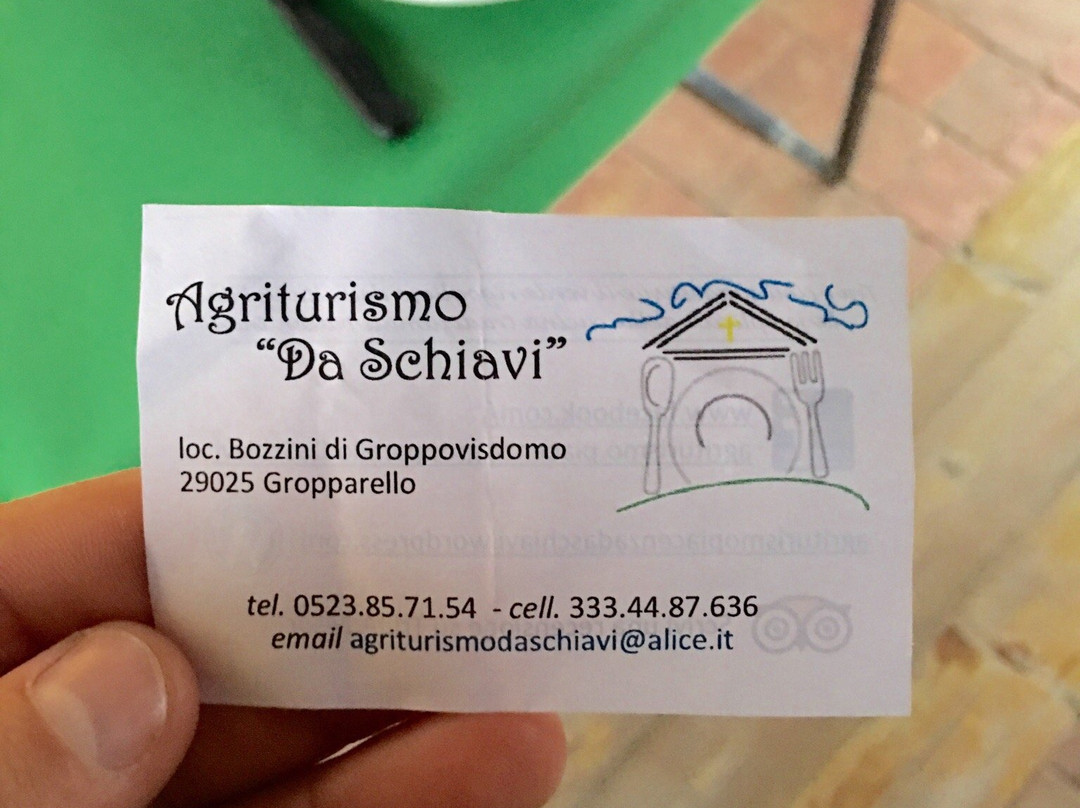 Agriturismo
“Da Schiavi”
loc. Bozzini di Groppovisdomo
29025 Gropparello
tel. 0523.85.71.54 - cell. 333.44.87.636
email agriturismodaschiavi@alice.it